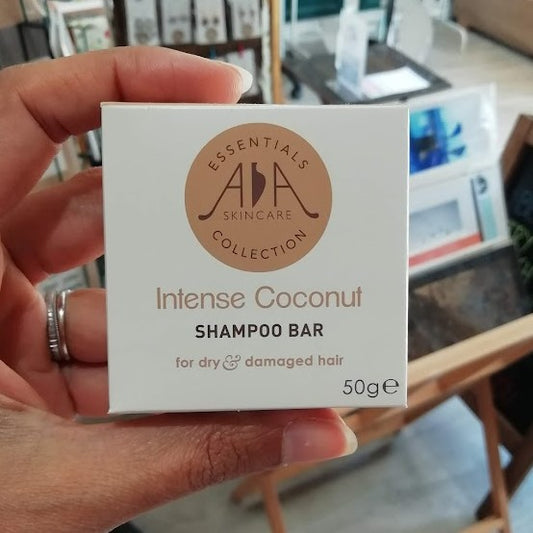 ESSENTIALS
AA
SKINCARE
COLLECTION
Intense Coconut
SHAMPOO BAR
for dry & damaged hair
50g℮